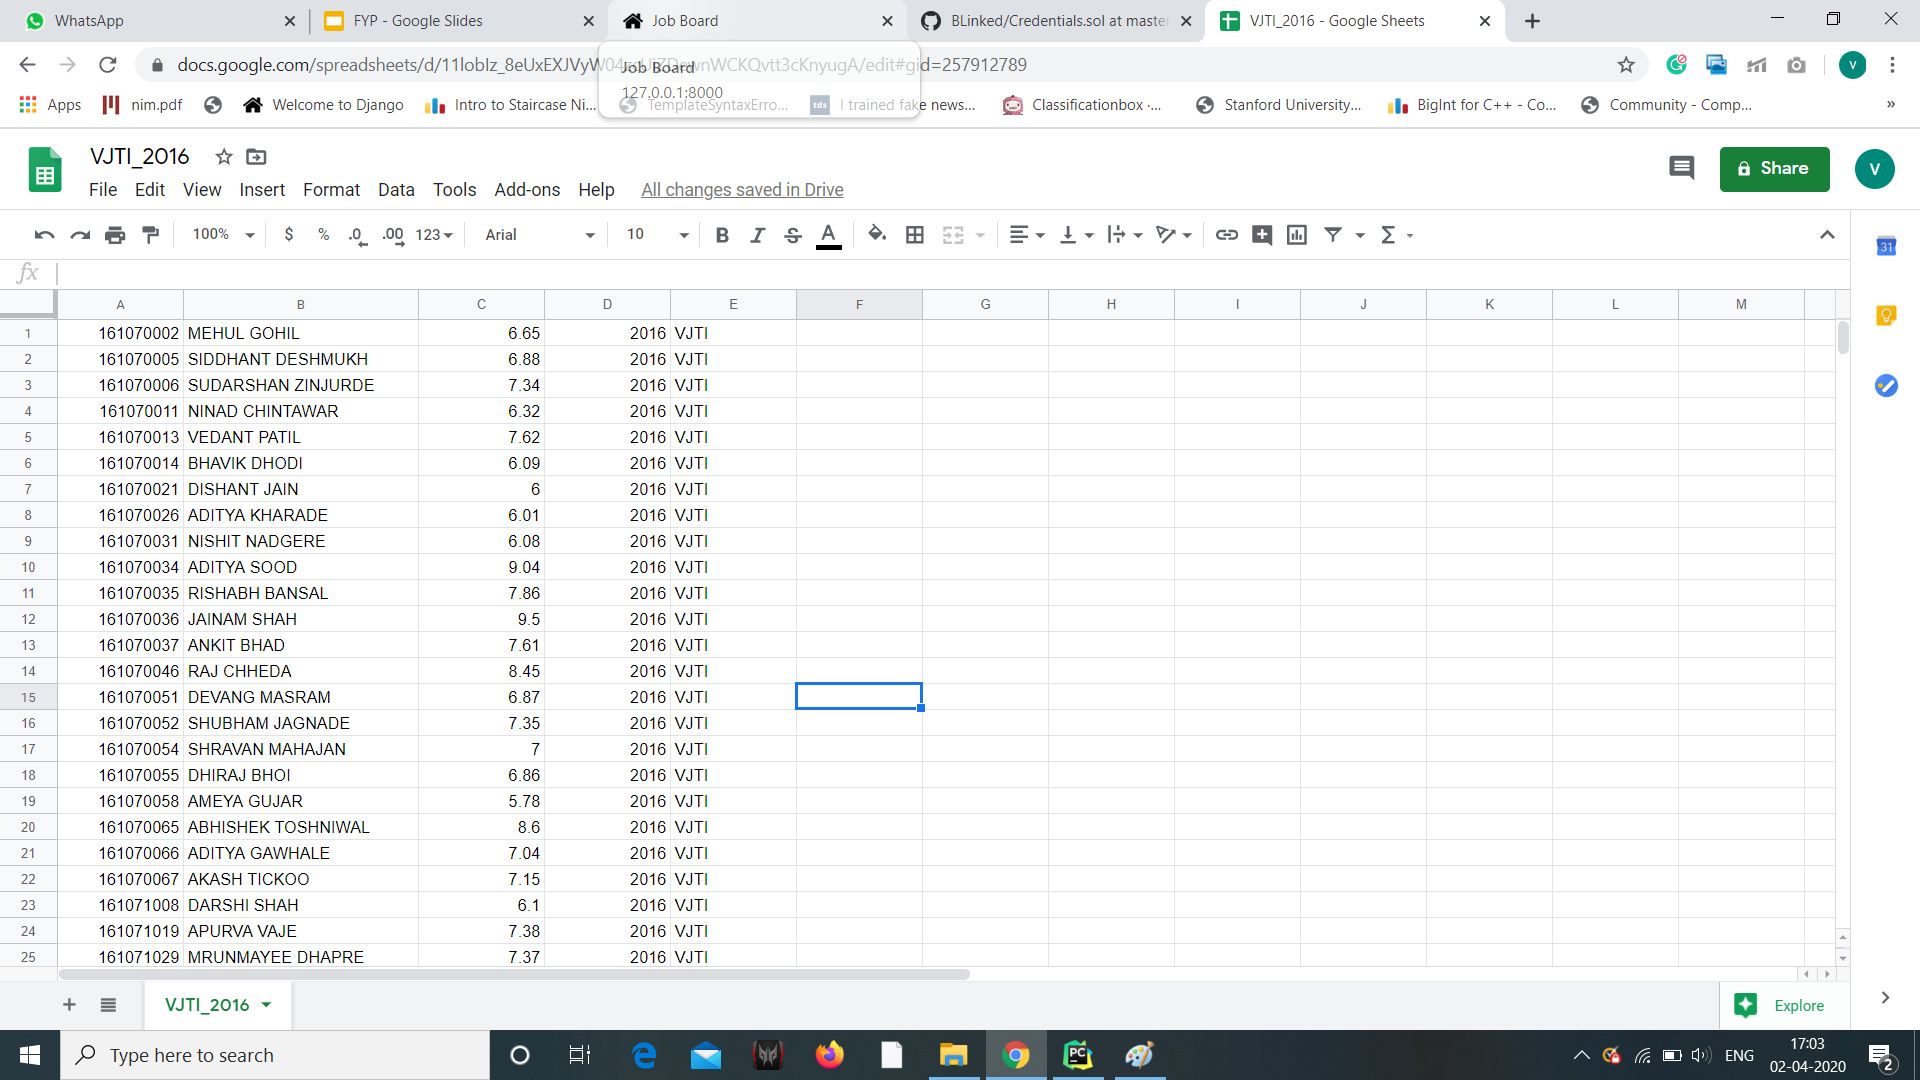 WhatsApp
FYP - Google Slides
Job Board
BLinked/Credentials.sol at master
VJTI_2016 - Google Sheets
docs.google.com/spreadsheets/d/11lobIz_8eUxEXJVyW04 nWCKQvtt3cKnyugA/edit#gid=257912789
V
Job Board
127.0.0.1:8000
Apps
nim.pdf
Welcome to Django
Intro to Staircase Ni...
TemplateSyntaxErro...
tds
I trained fake news...
Classificationbox ·...
Stanford University...
BigInt for C++ - Co...
Community - Comp...
»
VJTI_2016
Share
V
File Edit View Insert Format Data Tools Add-ons Help All changes saved in Drive
100% $ % .0 .00 123 Arial 10 B I S A Σ
31
fx
A B C D E F G H I J K L M
1 161070002 MEHUL GOHIL 6.65 2016 VJTI
2 161070005 SIDDHANT DESHMUKH 6.88 2016 VJTI
3 161070006 SUDARSHAN ZINJURDE 7.34 2016 VJTI
4 161070011 NINAD CHINTAWAR 6.32 2016 VJTI
5 161070013 VEDANT PATIL 7.62 2016 VJTI
6 161070014 BHAVIK DHODI 6.09 2016 VJTI
7 161070021 DISHANT JAIN 6 2016 VJTI
8 161070026 ADITYA KHARADE 6.01 2016 VJTI
9 161070031 NISHIT NADGERE 6.08 2016 VJTI
10 161070034 ADITYA SOOD 9.04 2016 VJTI
11 161070035 RISHABH BANSAL 7.86 2016 VJTI
12 161070036 JAINAM SHAH 9.5 2016 VJTI
13 161070037 ANKIT BHAD 7.61 2016 VJTI
14 161070046 RAJ CHHEDA 8.45 2016 VJTI
15 161070051 DEVANG MASRAM 6.87 2016 VJTI
16 161070052 SHUBHAM JAGNADE 7.35 2016 VJTI
17 161070054 SHRAVAN MAHAJAN 7 2016 VJTI
18 161070055 DHIRAJ BHOI 6.86 2016 VJTI
19 161070058 AMEYA GUJAR 5.78 2016 VJTI
20 161070065 ABHISHEK TOSHNIWAL 8.6 2016 VJTI
21 161070066 ADITYA GAWHALE 7.04 2016 VJTI
22 161070067 AKASH TICKOO 7.15 2016 VJTI
23 161071008 DARSHI SHAH 6.1 2016 VJTI
24 161071019 APURVA VAJE 7.38 2016 VJTI
25 161071029 MRUNMAYEE DHAPRE 7.37 2016 VJTI
VJTI_2016
Explore
Type here to search
PC
ENG
17:03
02-04-2020
2